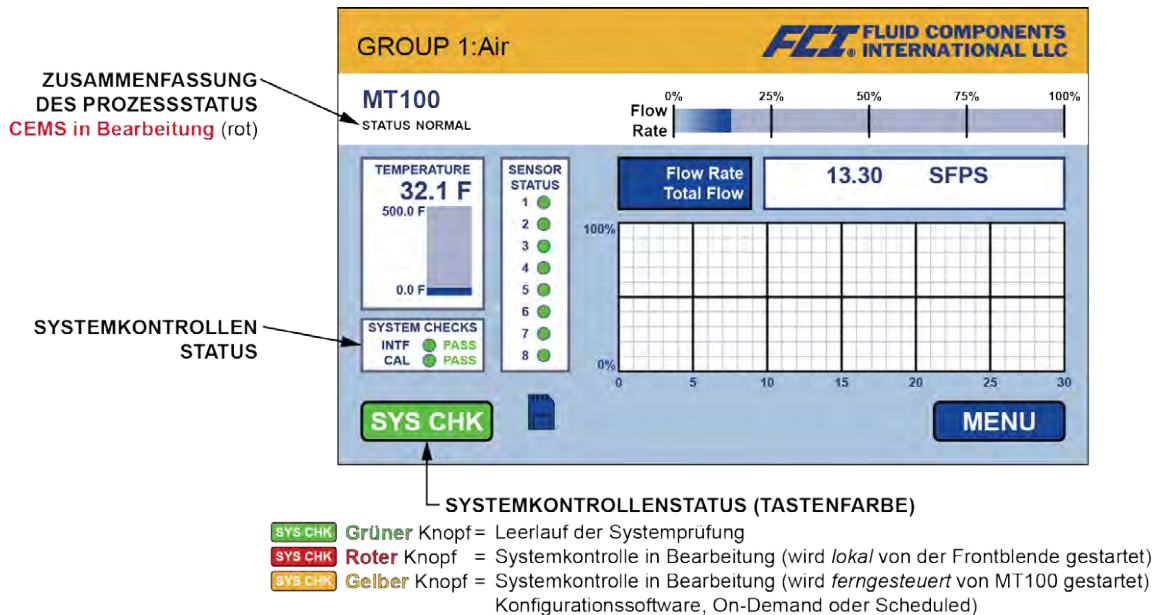 GROUP 1:Air
FCI® FLUID COMPONENTS
INTERNATIONAL LLC
ZUSAMMENFASSUNG
DES PROZESSSTATUS
CEMS in Bearbeitung (rot)
MT100
STATUS NORMAL
Flow
Rate
0% 25% 50% 75% 100%
TEMPERATURE
32.1 F
500.0 F
0.0 F
SENSOR
STATUS
1
2
3
4
5
6
7
8
Flow Rate
Total Flow
13.30 SFPS
100%
0%
0 5 10 15 20 25 30
SYSTEMKONTROLLEN
STATUS
SYSTEM CHECKS
INTF PASS
CAL PASS
SYS CHK
MENU
SYSTEMKONTROLLENSTATUS (TASTENFARBE)
SYS CHK Grüner Knopf = Leerlauf der Systemprüfung
SYS CHK Roter Knopf = Systemkontrolle in Bearbeitung (wird lokal von der Frontblende gestartet)
SYS CHK Gelber Knopf = Systemkontrolle in Bearbeitung (wird ferngesteuert von MT100 gestartet)
Konfigurationssoftware, On-Demand oder Scheduled)